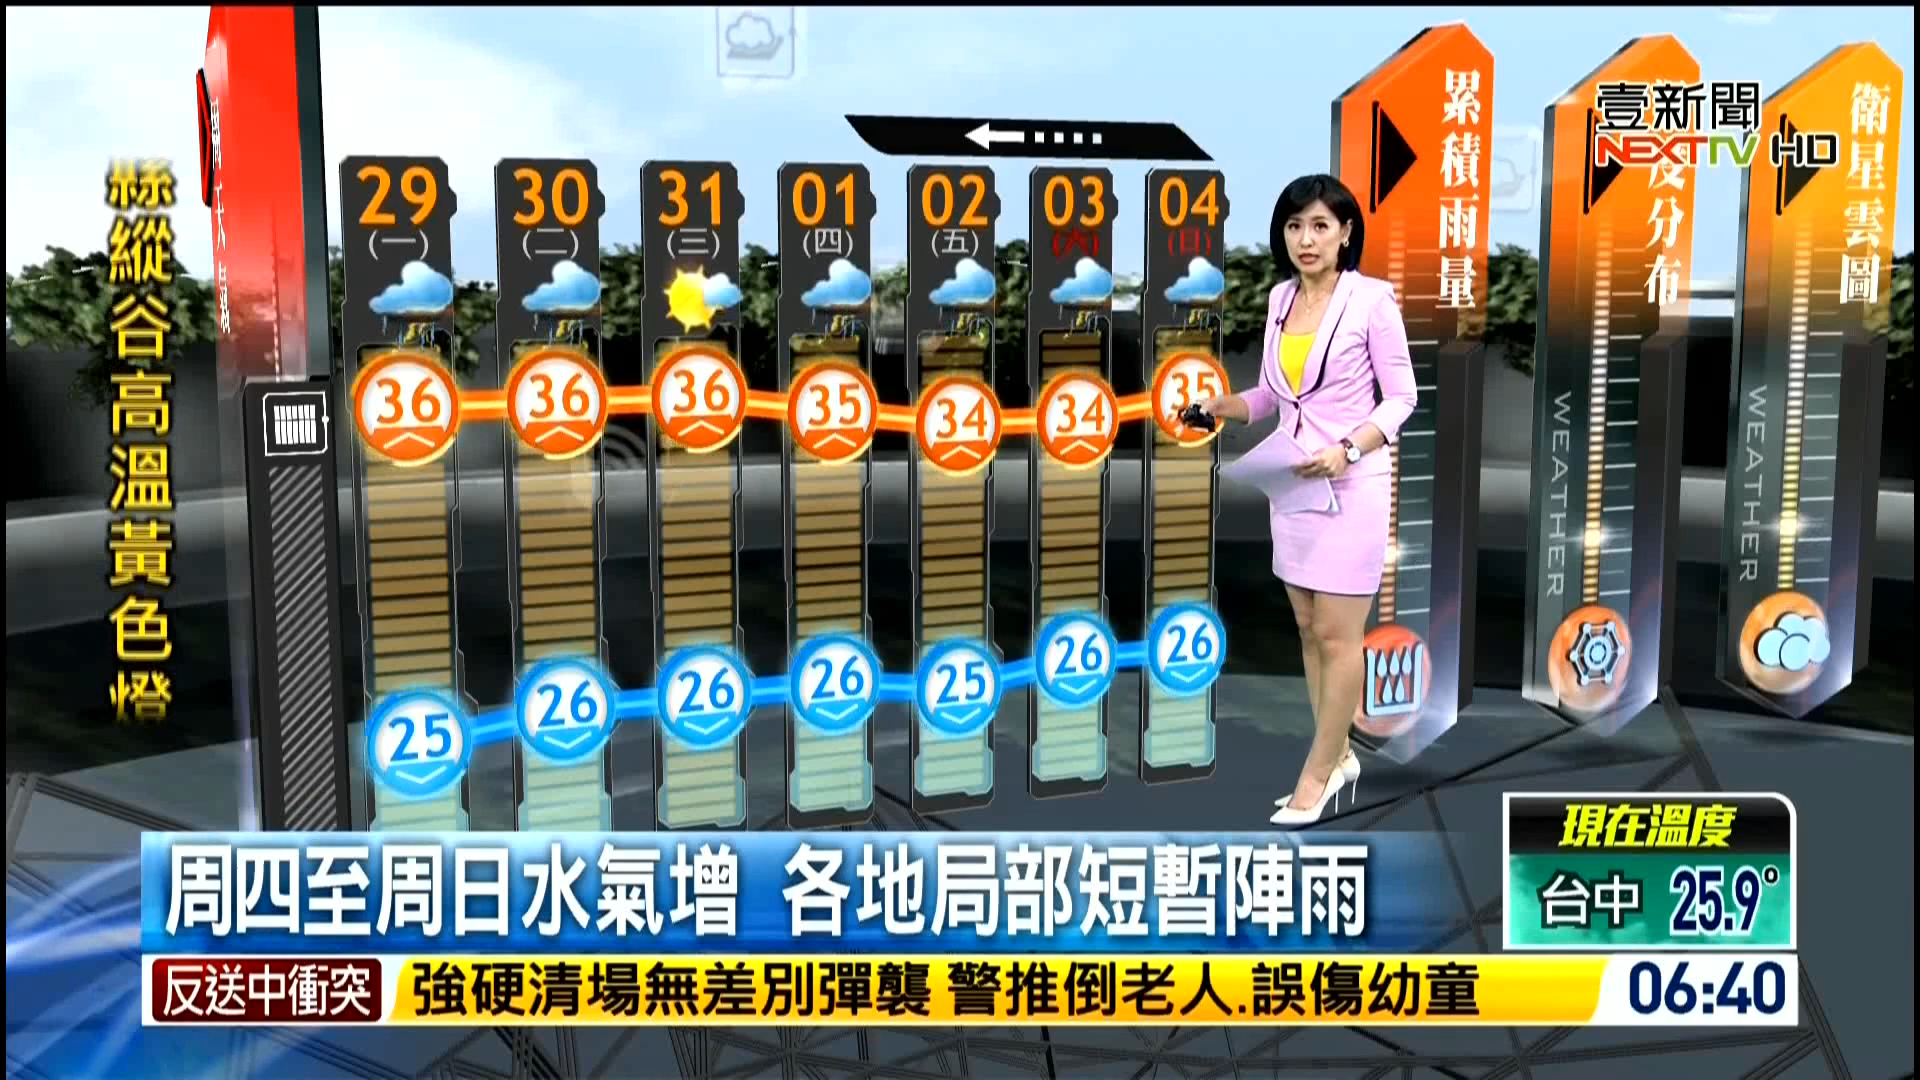 壹新聞
NEXTTV HD
絲縱谷高溫黃色燈
29 30 31 01 02 03 04
(一) (二) (三) (四) (五) (六) (日)
36 36 36 35 34 34 35
25 26 26 26 25 26 26
累積雨量
度分布
衛星雲圖
WEATHER
WEATHER
周四至周日水氣增 各地局部短暫陣雨
現在溫度
台中 25.9°
反送中衝突
強硬清場無差別彈襲 警推倒老人.誤傷幼童
06:40